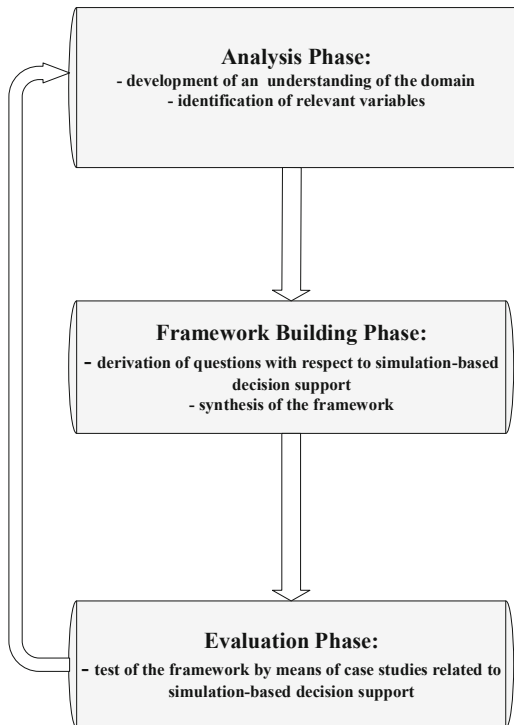 Analysis Phase:
- development of an understanding of the domain
- identification of relevant variables
Framework Building Phase:
- derivation of questions with respect to simulation-based
decision support
- synthesis of the framework
Evaluation Phase:
- test of the framework by means of case studies related to
simulation-based decision support